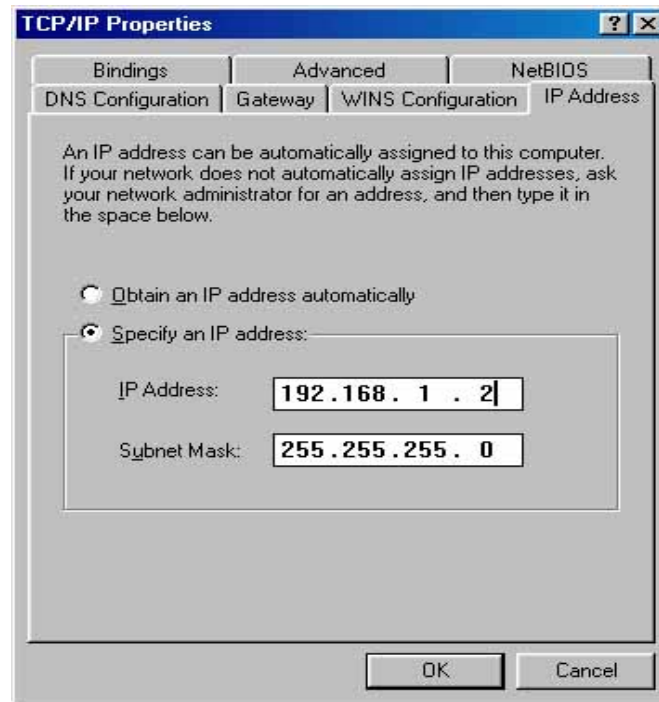 TCP/IP Properties
? X
Bindings Advanced NetBIOS
DNS Configuration Gateway WINS Configuration IP Address
An IP address can be automatically assigned to this computer.
If your network does not automatically assign IP addresses, ask
your network administrator for an address, and then type it in
the space below.
Obtain an IP address automatically
Specify an IP address:
IP Address: 192.168. 1 . 2
Subnet Mask: 255.255.255. 0
OK Cancel